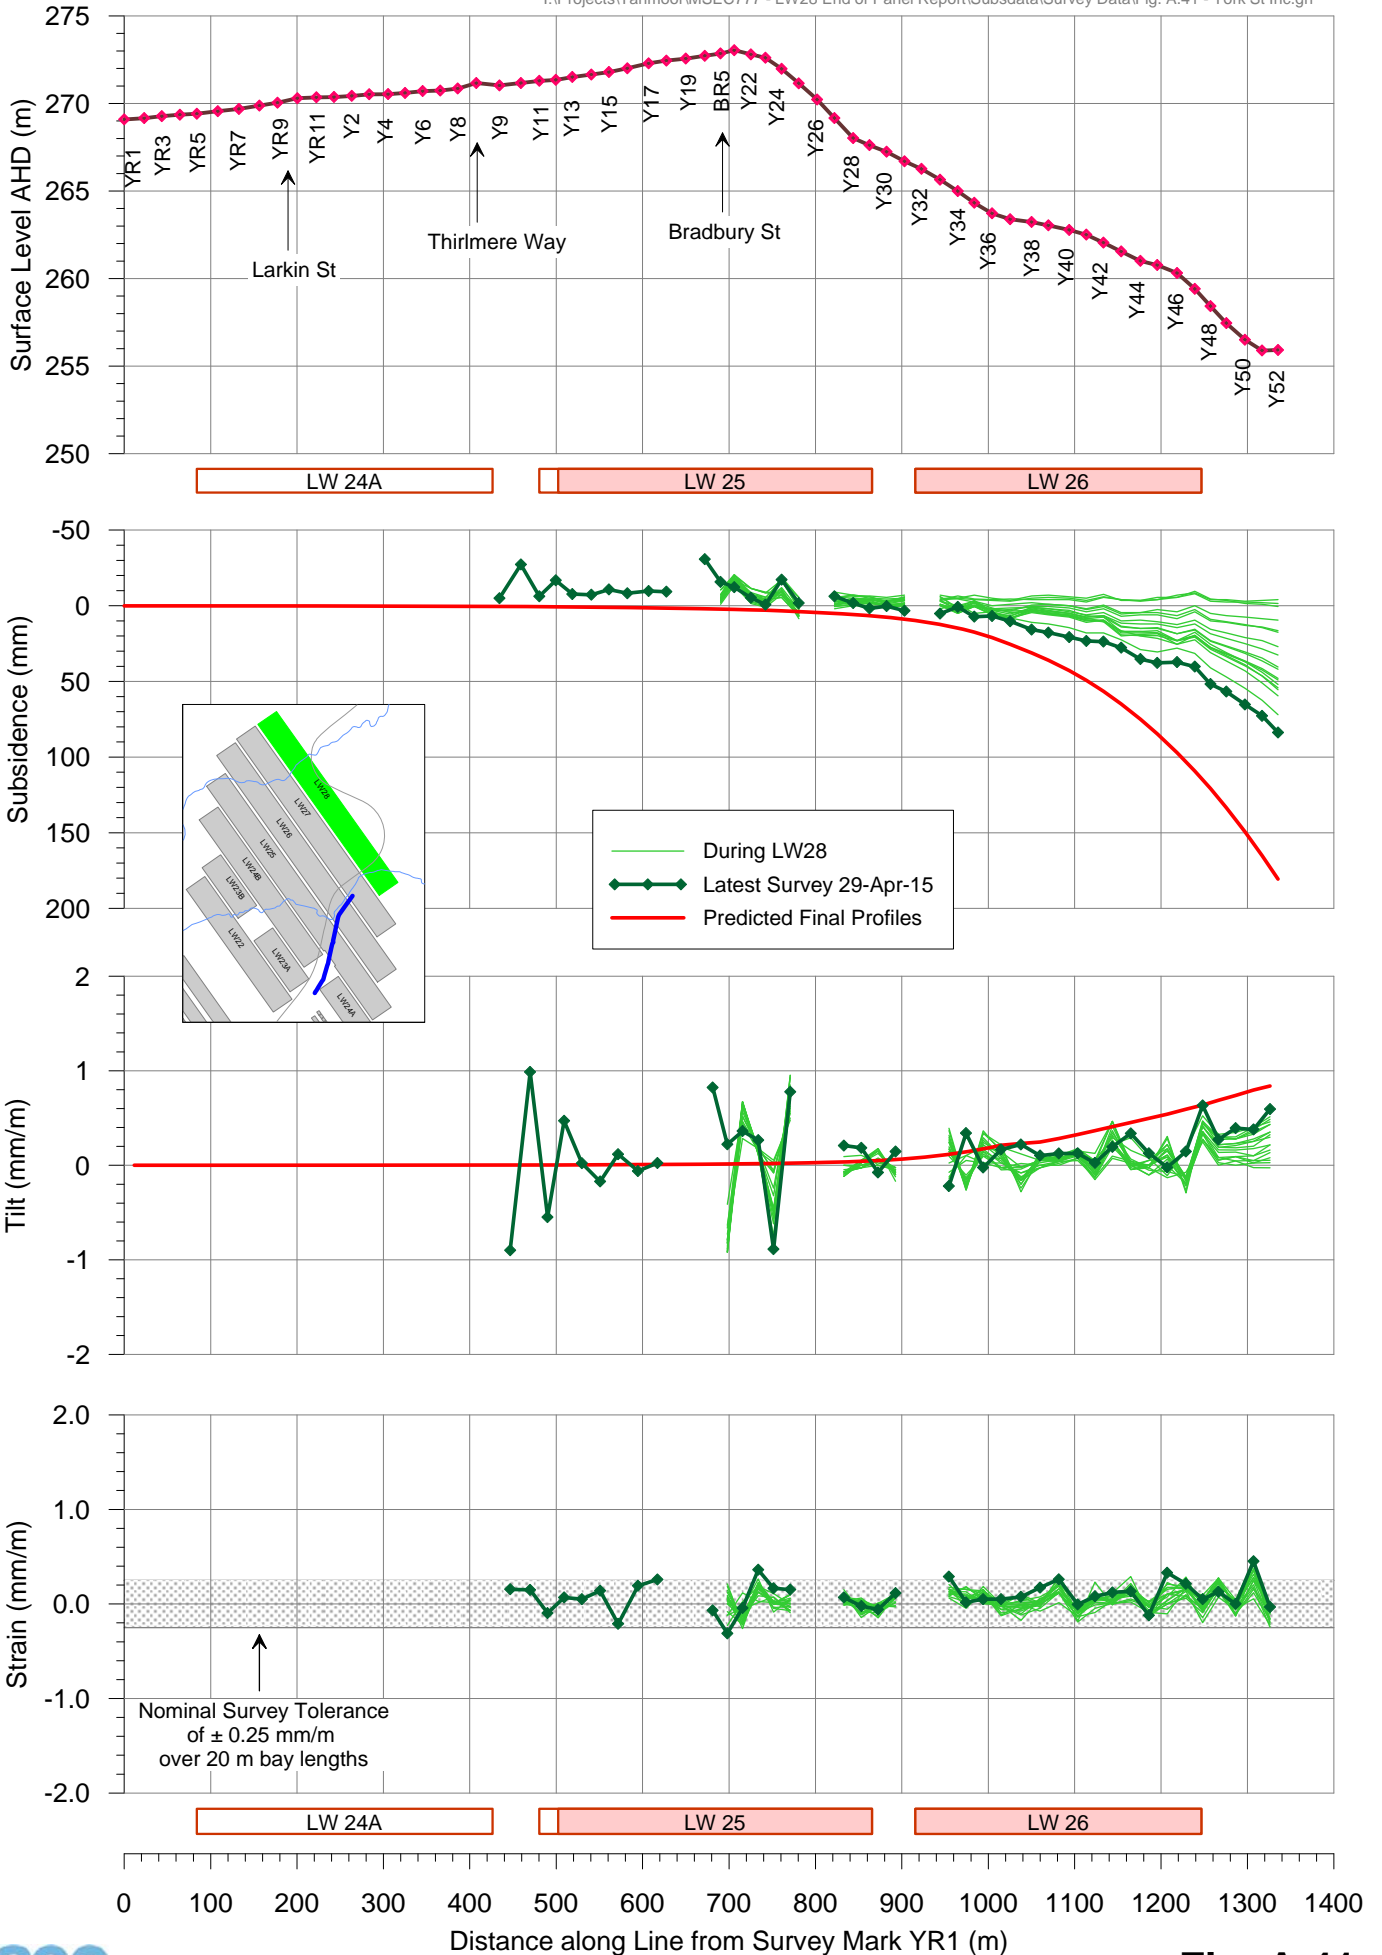 275
270
265
260
255
250
Surface Level AHD (m)
YR1
YR3
YR5
YR7
YR9
YR11
Y2
Y4
Y6
Y8
Y9
Y11
Y13
Y15
Y17
Y19
BR5
Y22
Y24
Y26
Y28
Y30
Y32
Y34
Y36
Y38
Y40
Y42
Y44
Y46
Y48
Y50
Y52
Larkin St
Thirlmere Way
Bradbury St
LW 24A
LW 25
LW 26
-50
0
50
100
150
200
Subsidence (mm)
LW28
LW27
LW26
LW25
LW24B
LW23B
LW22
LW23A
LW24A
During LW28
Latest Survey 29-Apr-15
Predicted Final Profiles
2
1
0
-1
-2
Tilt (mm/m)
2.0
1.0
0.0
-1.0
-2.0
Strain (mm/m)
Nominal Survey Tolerance
of ± 0.25 mm/m
over 20 m bay lengths
LW 24A
LW 25
LW 26
0 100 200 300 400 500 600 700 800 900 1000 1100 1200 1300 1400
Distance along Line from Survey Mark YR1 (m)